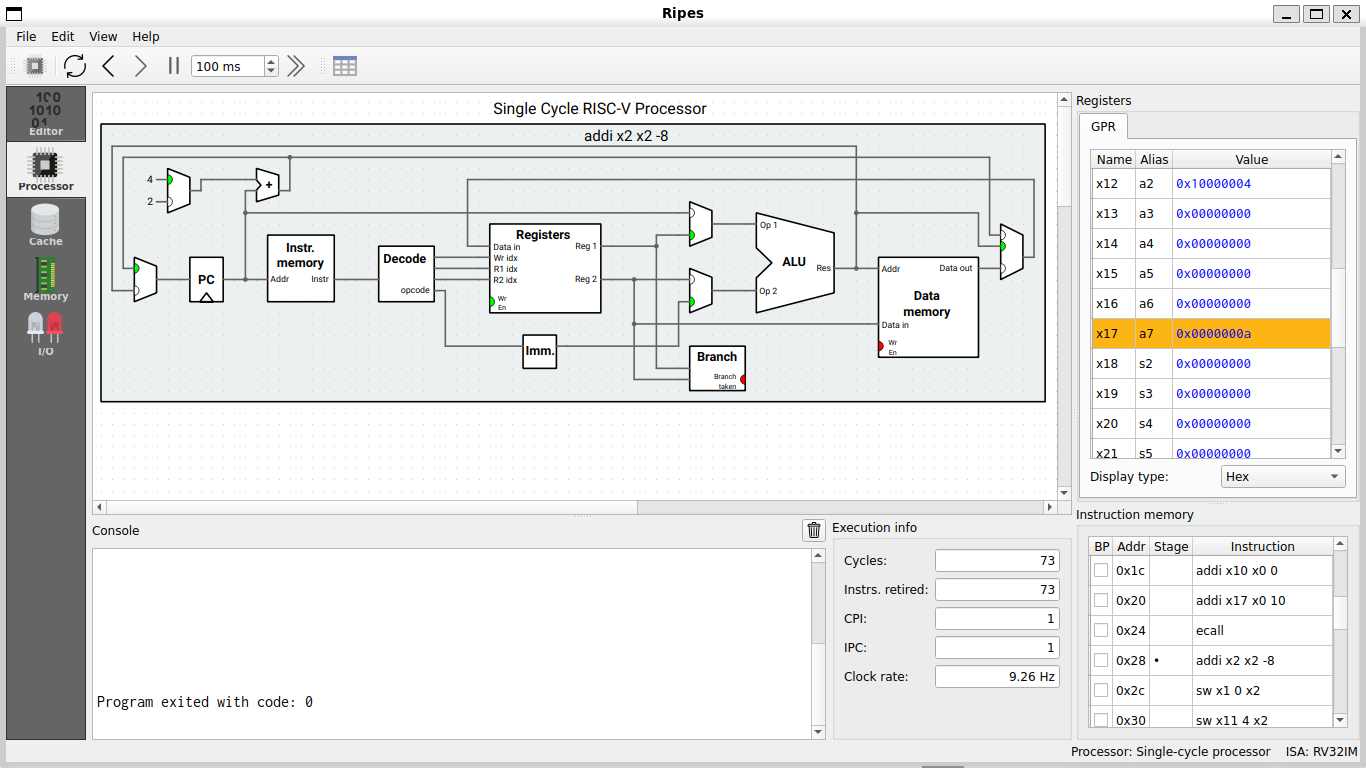 Ripes
File Edit View Help
100 ms
Editor
Processor
Cache
Memory
I/O
Single Cycle RISC-V Processor
addi x2 x2 -8
4
2
+
PC
Instr. memory
Addr Instr
Decode
opcode
Registers
Data in
Wr idx
R1 idx
R2 idx
Wr
En
Reg 1
Reg 2
Imm.
Op 1
ALU
Res
Op 2
Branch
Branch
taken
Addr Data out
Data
memory
Data in
Wr
En
Registers
GPR
Name Alias Value
x12 a2 0x10000004
x13 a3 0x00000000
x14 a4 0x00000000
x15 a5 0x00000000
x16 a6 0x00000000
x17 a7 0x0000000a
x18 s2 0x00000000
x19 s3 0x00000000
x20 s4 0x00000000
x21 s5 0x00000000
Display type: Hex
Console
Program exited with code: 0
Execution info
Cycles: 73
Instrs. retired: 73
CPI: 1
IPC: 1
Clock rate: 9.26 Hz
Instruction memory
BP Addr Stage Instruction
0x1c addi x10 x0 0
0x20 addi x17 x0 10
0x24 ecall
0x28 • addi x2 x2 -8
0x2c sw x1 0 x2
0x30 sw x11 4 x2
Processor: Single-cycle processor ISA: RV32IM